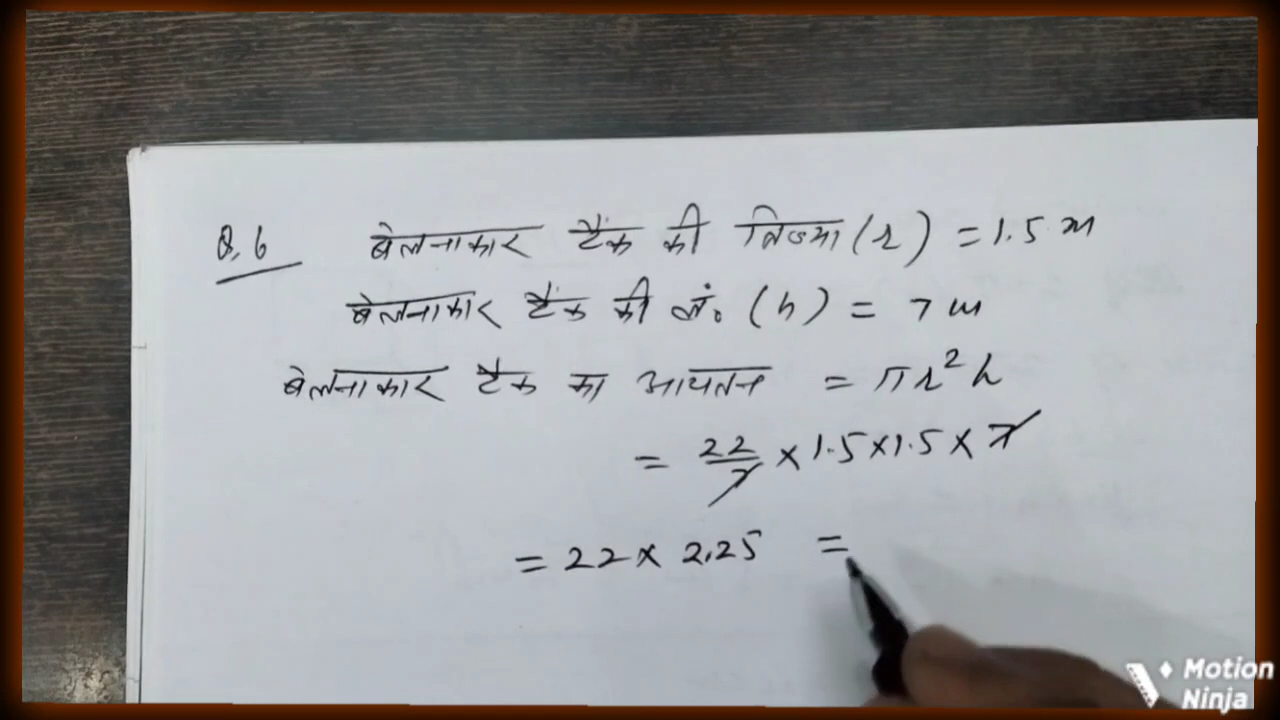 Q.6 बेलनाकार टैंक की त्रिज्या (r) = 1.5 m
बेलनाकार टैंक की लं० (h) = 7 m
बेलनाकार टैंक का आयतन = πr²h
= 22/7 × 1.5 × 1.5 × 7
= 22 × 2.25 =
Motion
Ninja